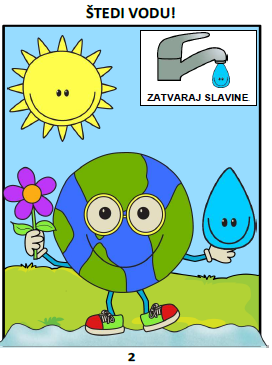 ŠTEDI VODU!
ZATVARAJ SLAVINE.
2